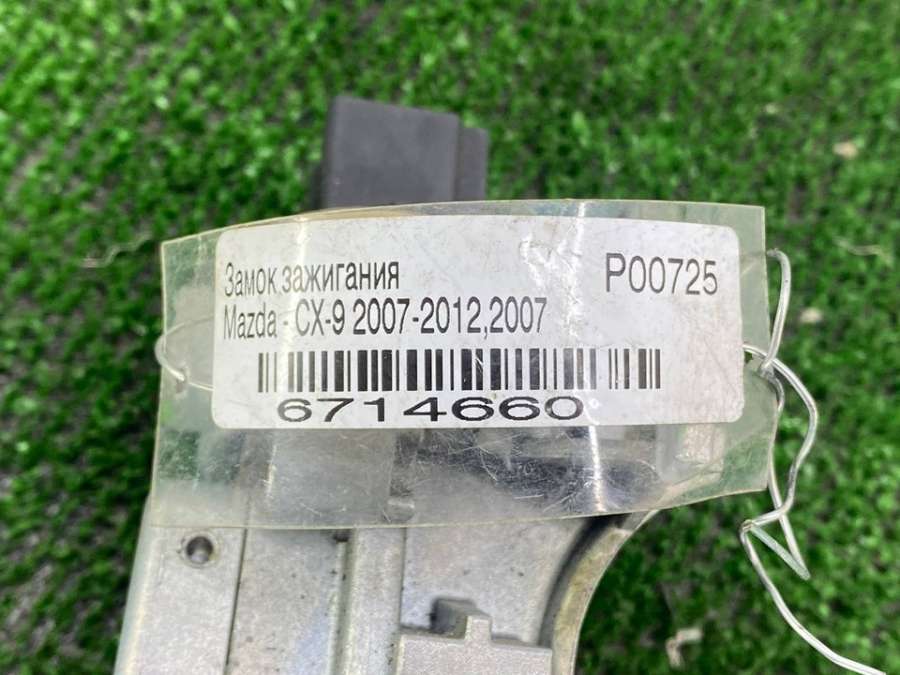 Замок зажигания
P00725
Mazda - CX-9 2007-2012,2007
6714660